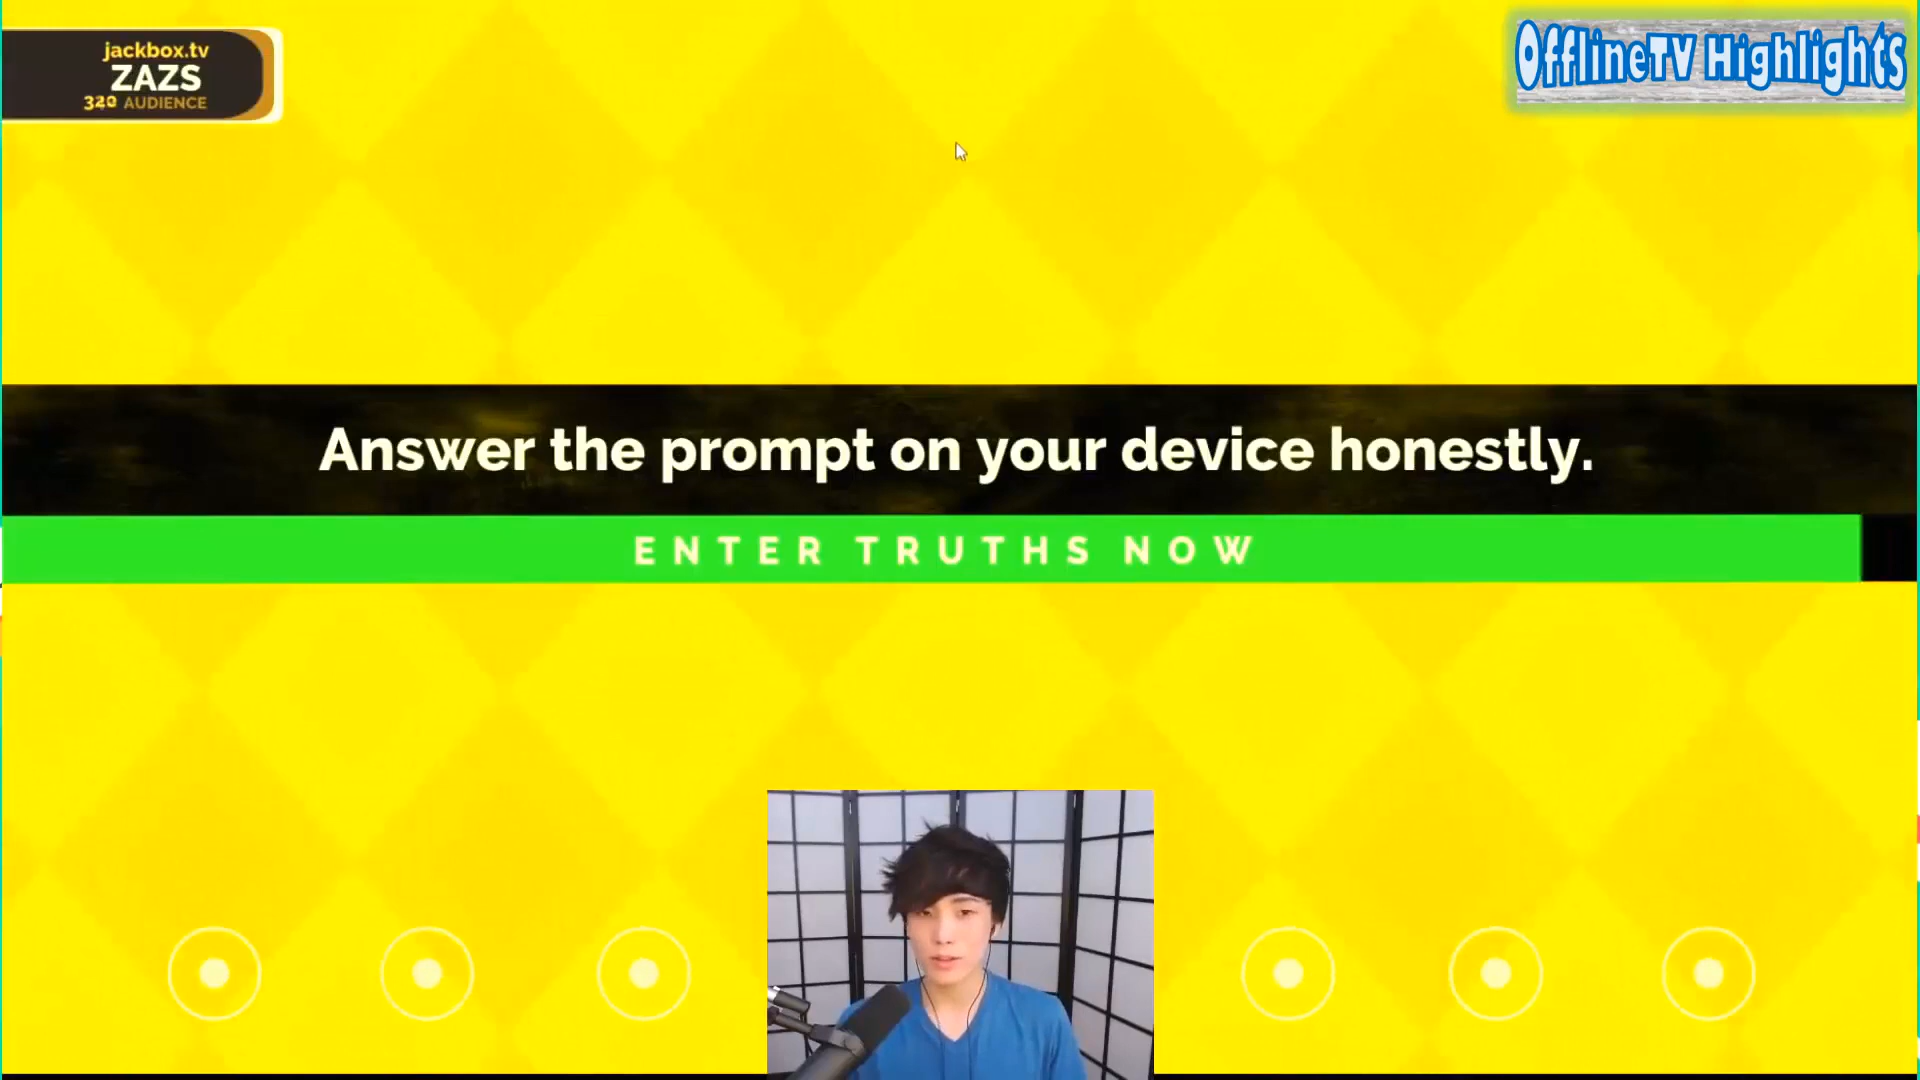 jackbox.tv
ZAZS
320 AUDIENCE
OfflineTV Highlights
Answer the prompt on your device honestly.
ENTER TRUTHS NOW